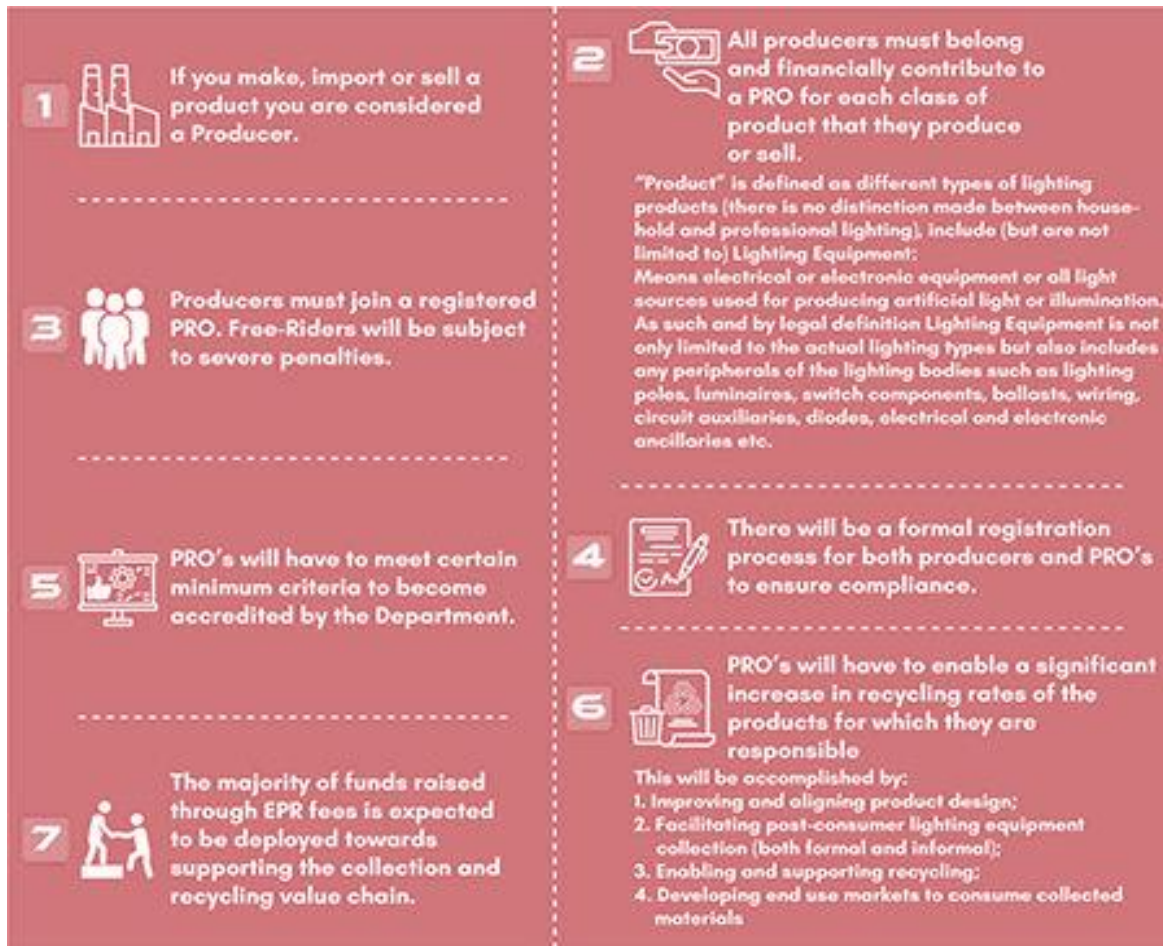 1
If you make, import or sell a
product you are considered
a Producer.
2
All producers must belong
and financially contribute to
a PRO for each class of
product that they produce
or sell.
"Product" is defined as different types of lighting
products (there is no distinction made between house-
hold and professional lighting), include (but are not
limited to) Lighting Equipment:
Means electrical or electronic equipment or all light
sources used for producing artificial light or illumination.
As such and by legal definition Lighting Equipment is not
only limited to the actual lighting types but also includes
any peripherals of the lighting bodies such as lighting
poles, luminaires, switch components, ballasts, wiring,
circuit auxiliaries, diodes, electrical and electronic
ancillaries etc.
3
Producers must join a registered
PRO. Free-Riders will be subject
to severe penalties.
4
There will be a formal registration
process for both producers and PRO's
to ensure compliance.
5
PRO's will have to meet certain
minimum criteria to become
accredited by the Department.
6
PRO's will have to enable a significant
increase in recycling rates of the
products for which they are
responsible
This will be accomplished by:
1. Improving and aligning product design;
2. Facilitating post-consumer lighting equipment
collection (both formal and informal);
3. Enabling and supporting recycling;
4. Developing end use markets to consume collected
materials
7
The majority of funds raised
through EPR fees is expected
to be deployed towards
supporting the collection and
recycling value chain.